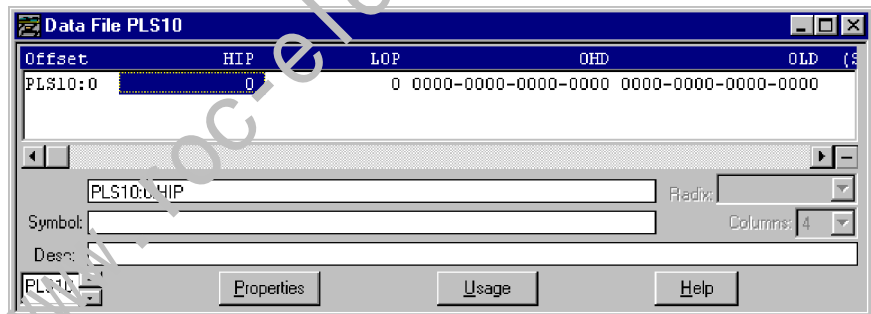 Data File PLS10
Offset HIP LOP OHD OLD (S
PLS10:0 0 0 0000-0000-0000-0000 0000-0000-0000-0000
PLS10:0.HIP
Radix:
Symbol:
Columns: 4
Desc:
PLS10
Properties Usage Help